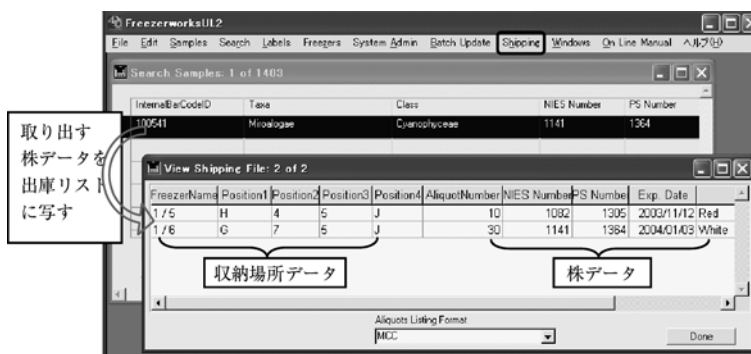 FreezerworksUL2
File Edit Samples Search Labels Freezers System Admin Batch Update Shipping Windows On Line Manual ヘルプ(H)
Search Samples: 1 of 1403
InternalBarCodeID Taxa Class NIES Number PS Number
100541 Miroalogae Cyanophyceae 1141 1364
取り出す
株データを
出庫リスト
に写す
View Shipping File: 2 of 2
FreezerName Position1 Position2 Position3 Position4 AliquotNumber NIES Number PS Number Exp. Date
1 / 5 H 4 5 J 10 1082 1305 2003/11/12 Red
1 / 6 G 7 5 J 30 1141 1364 2004/01/03 White
収納場所データ
株データ
Aliquots Listing Format
MCC
Done